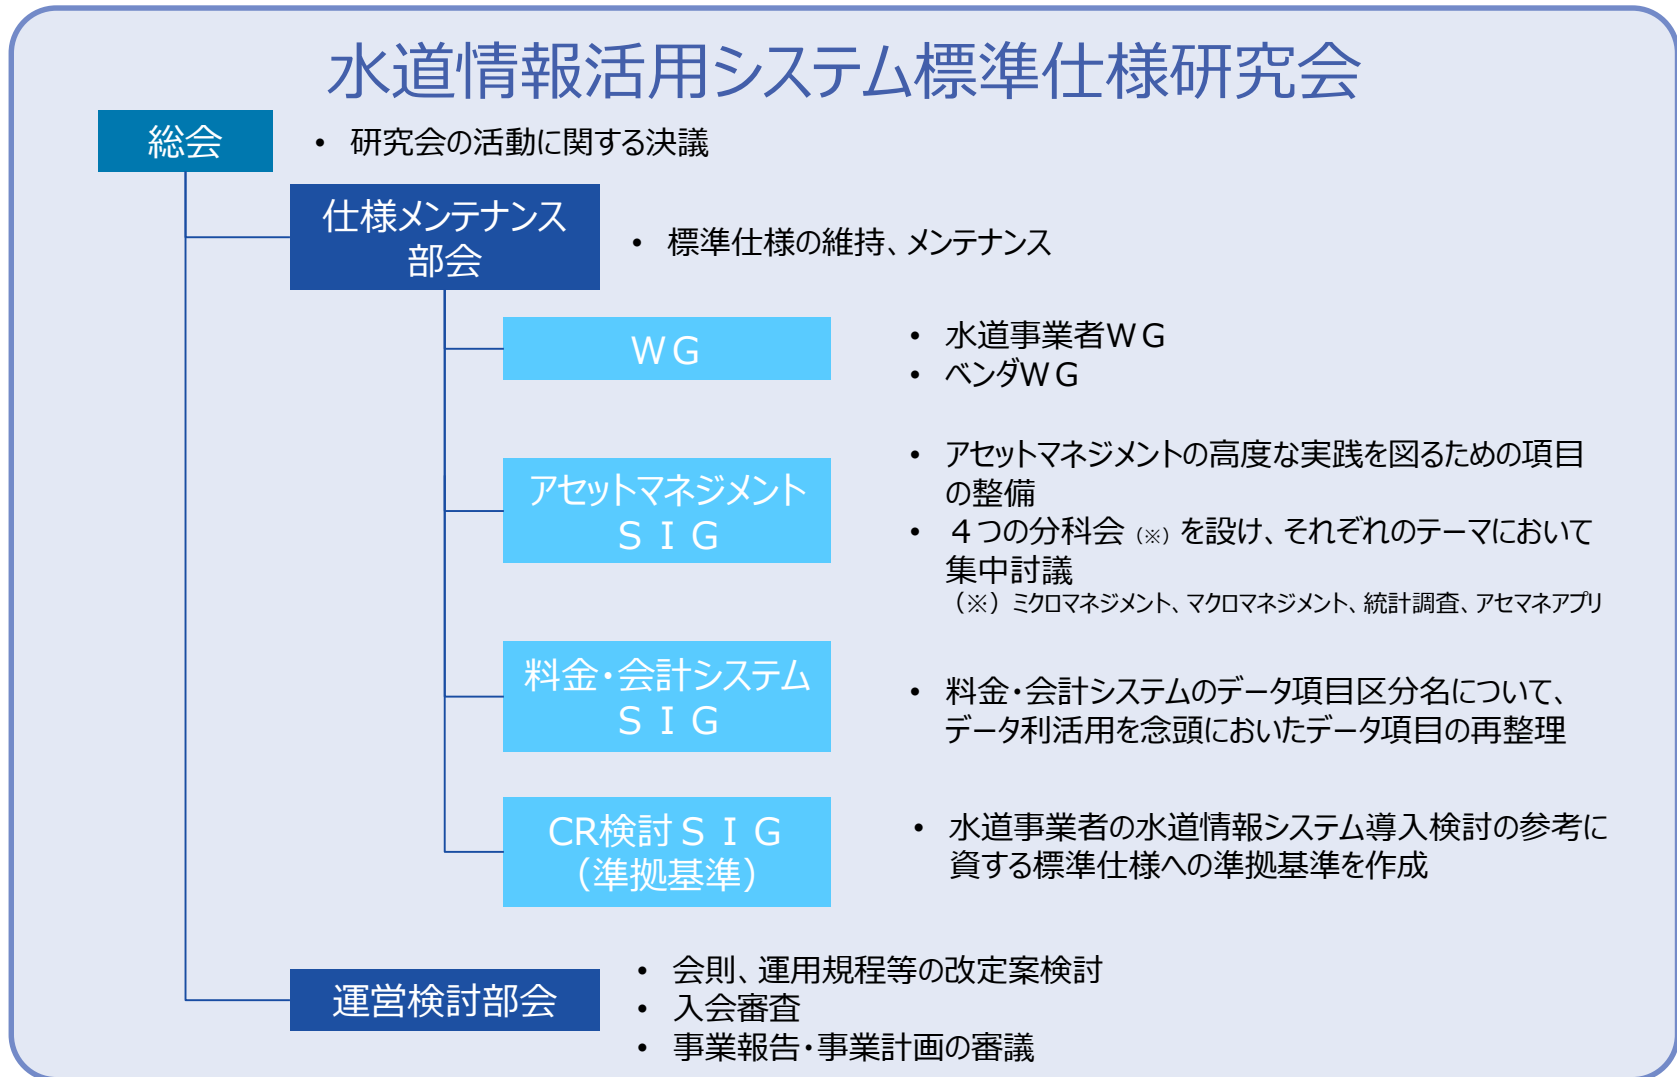 水道情報活用システム標準仕様研究会
総会
• 研究会の活動に関する決議
仕様メンテナンス
部会
• 標準仕様の維持、メンテナンス
ＷＧ
• 水道事業者ＷＧ
• ベンダＷＧ
アセットマネジメント
ＳＩＧ
• アセットマネジメントの高度な実践を図るための項目
の整備
• ４つの分科会（※）を設け、それぞれのテーマにおいて
集中討議
（※）ミクロマネジメント、マクロマネジメント、統計調査、アセマネアプリ
料金・会計システム
ＳＩＧ
• 料金・会計システムのデータ項目区分名について、
データ利活用を念頭においたデータ項目の再整理
CR検討ＳＩＧ
（準拠基準）
• 水道事業者の水道情報システム導入検討の参考に
資する標準仕様への準拠基準を作成
運営検討部会
• 会則、運用規程等の改定案検討
• 入会審査
• 事業報告・事業計画の審議